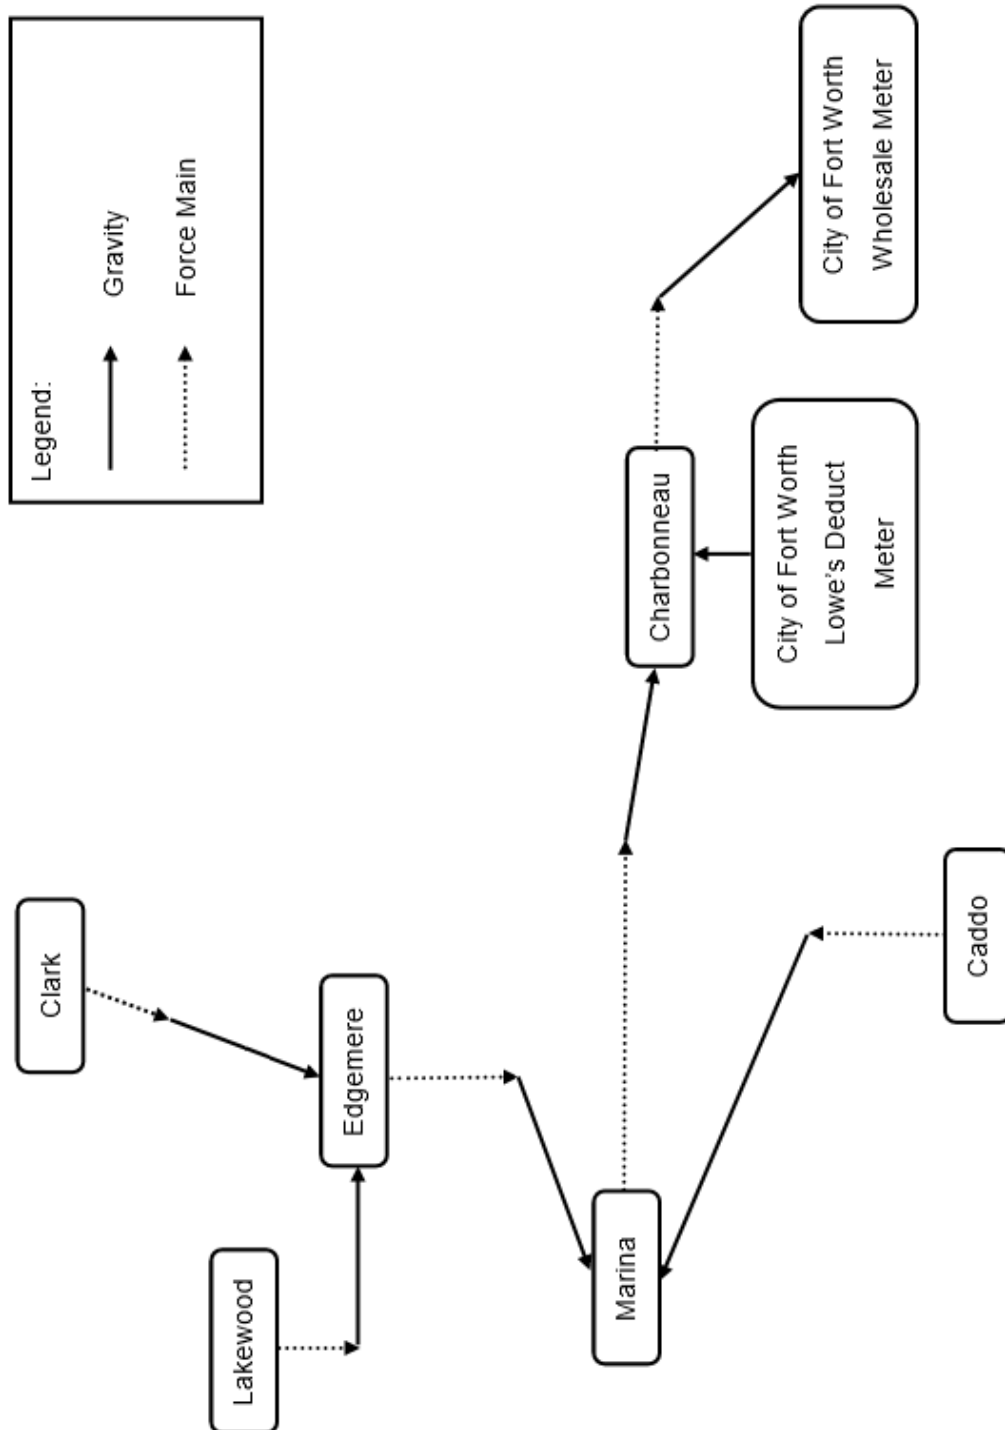 Legend:
Gravity
Force Main
Clark
Lakewood
Edgemere
Marina
Caddo
Charbonneau
City of Fort Worth
Lowe's Deduct
Meter
City of Fort Worth
Wholesale Meter